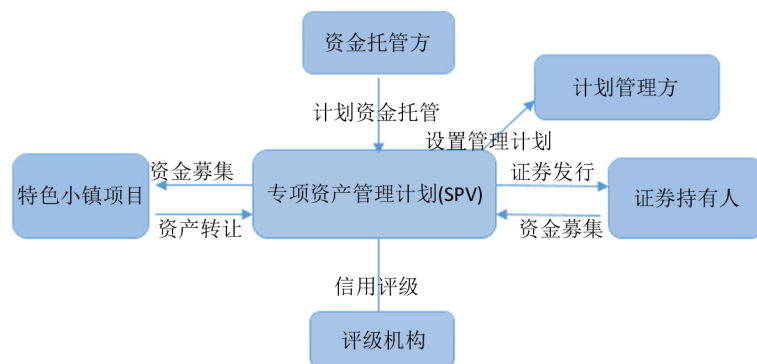 资金托管方
计划管理方
计划资金托管
设置管理计划
资金募集
证券发行
特色小镇项目
专项资产管理计划(SPV)
证券持有人
资产转让
资金募集
信用评级
评级机构